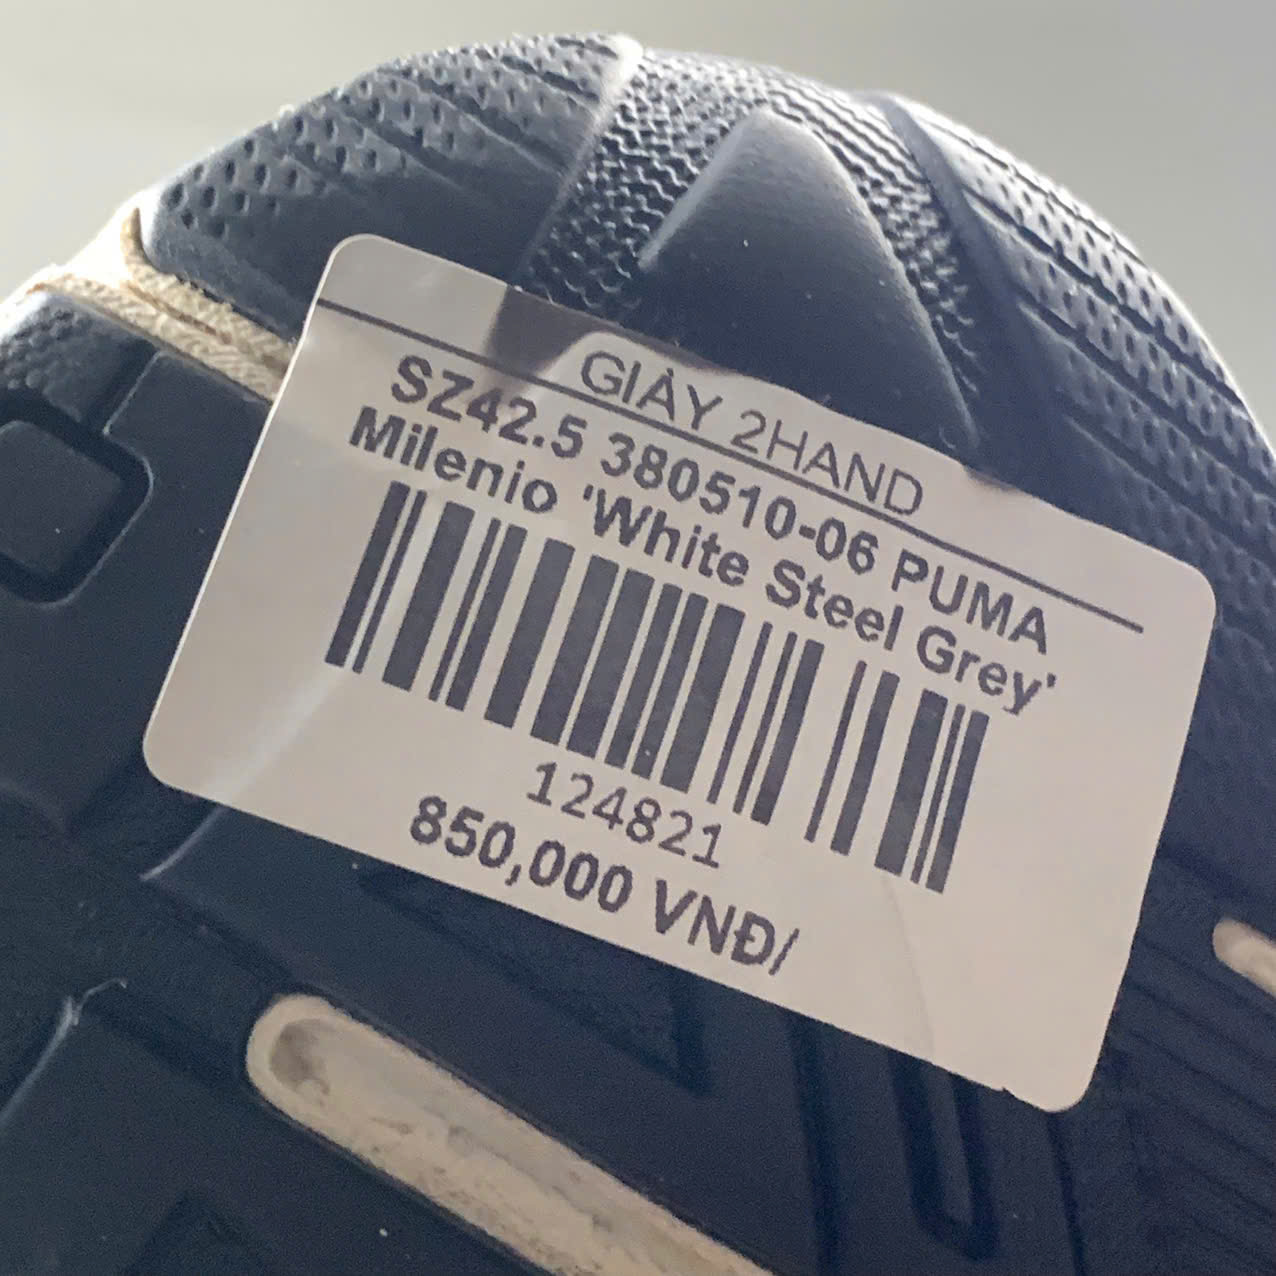 GIÀY 2HAND
SZ42.5 380510-06 PUMA
Milenio 'White Steel Grey'
124821
850,000 VNĐ/